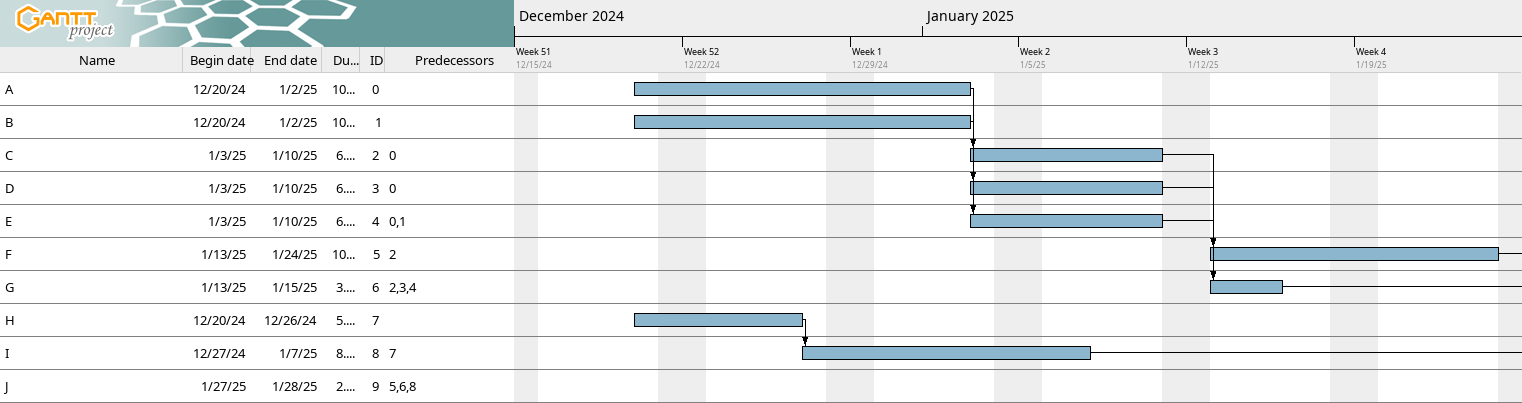 GANTT
project
December 2024
January 2025
Week 51
Week 52
Week 1
Week 2
Week 3
Week 4
12/15/24
12/22/24
12/29/24
1/5/25
1/12/25
1/19/25
Name Begin date End date Du... ID Predecessors
A 12/20/24 1/2/25 10... 0
B 12/20/24 1/2/25 10... 1
C 1/3/25 1/10/25 6.... 2 0
D 1/3/25 1/10/25 6.... 3 0
E 1/3/25 1/10/25 6.... 4 0,1
F 1/13/25 1/24/25 10... 5 2
G 1/13/25 1/15/25 3.... 6 2,3,4
H 12/20/24 12/26/24 5.... 7
I 12/27/24 1/7/25 8.... 8 7
J 1/27/25 1/28/25 2.... 9 5,6,8